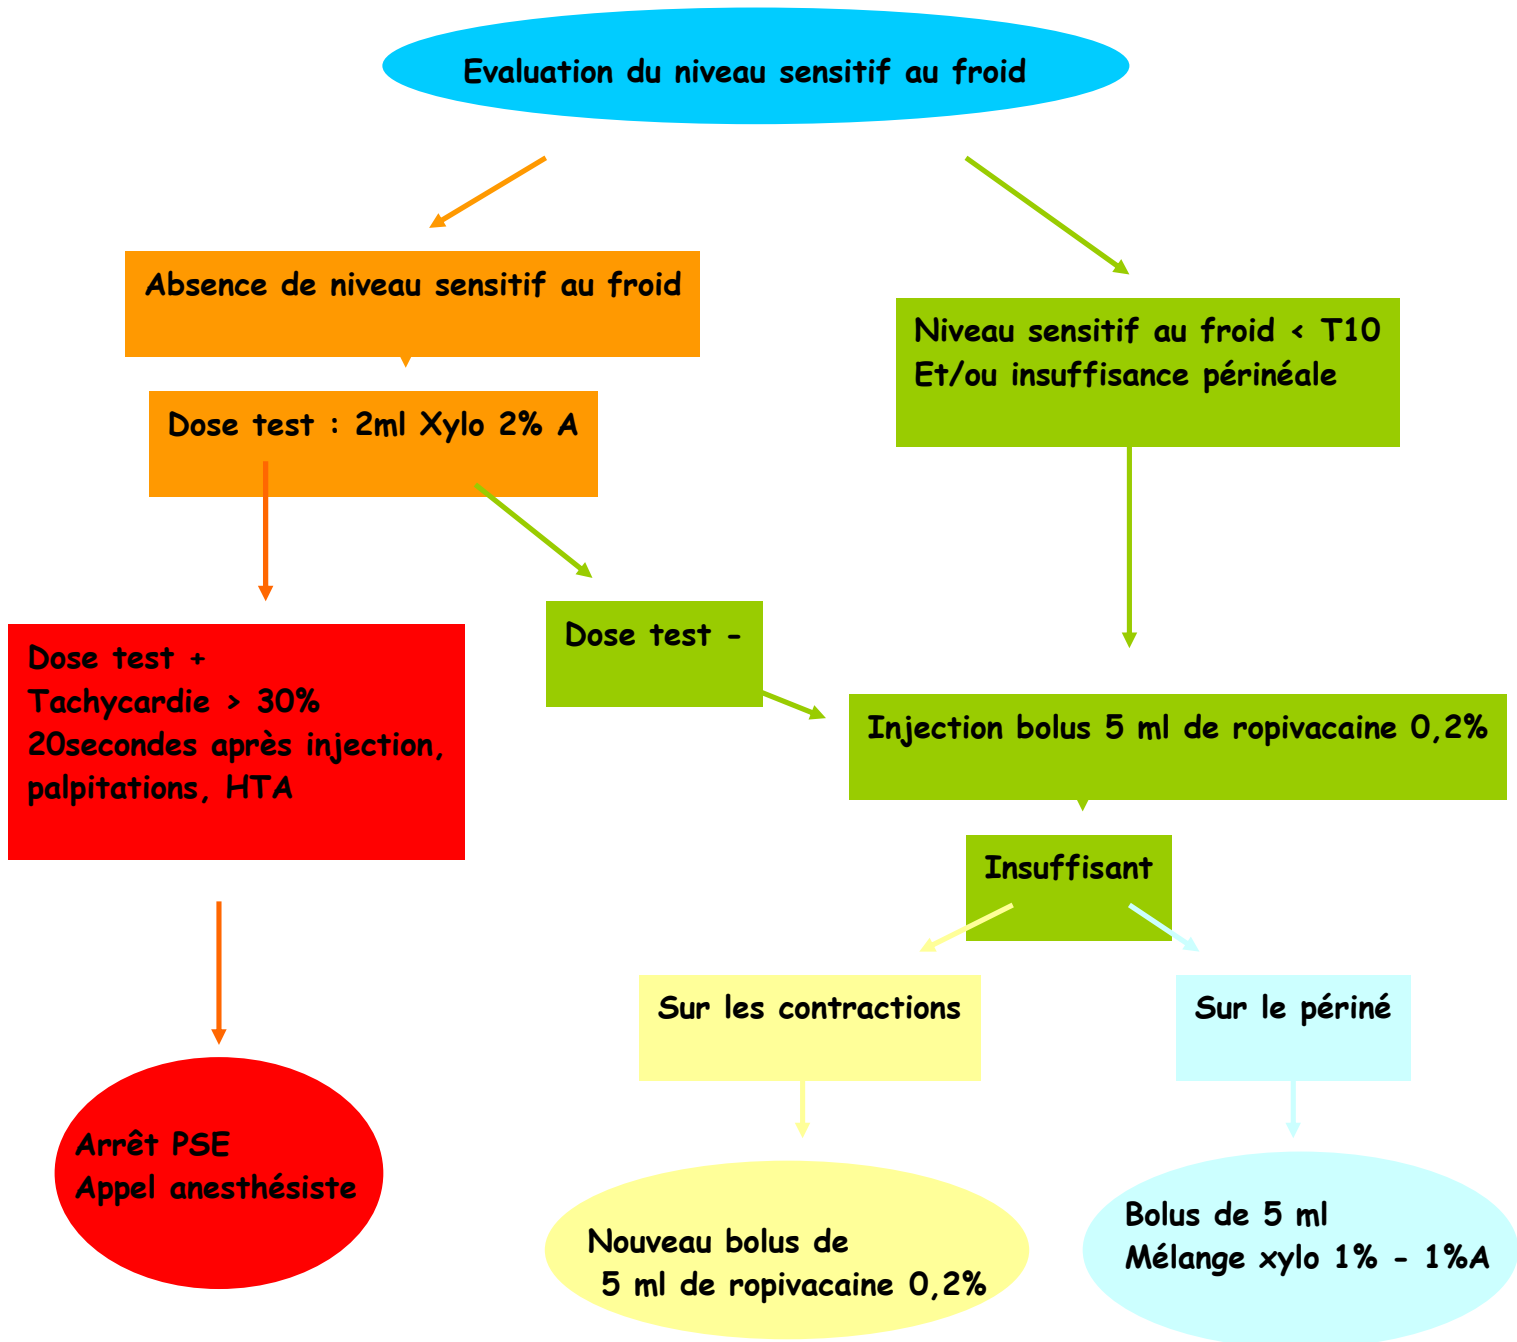 Evaluation du niveau sensitif au froid
Absence de niveau sensitif au froid
Niveau sensitif au froid < T10
Et/ou insuffisance périnéale
Dose test : 2ml Xylo 2% A
Dose test -
Dose test +
Tachycardie > 30%
20secondes après injection,
palpitations, HTA
Injection bolus 5 ml de ropivacaine 0,2%
Insuffisant
Sur les contractions
Sur le périné
Arrêt PSE
Appel anesthésiste
Nouveau bolus de
5 ml de ropivacaine 0,2%
Bolus de 5 ml
Mélange xylo 1% - 1%A